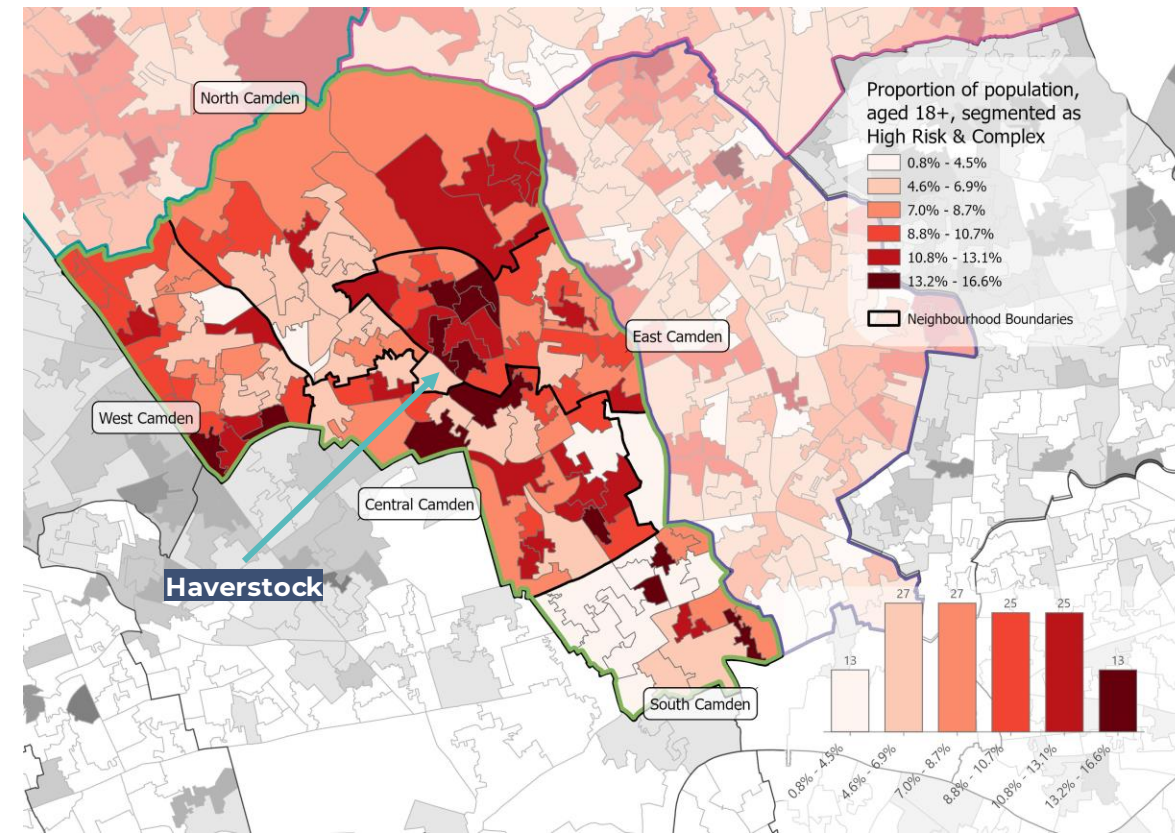 North Camden
Proportion of population,
aged 18+, segmented as
High Risk & Complex
0.8% - 4.5%
4.6% - 6.9%
7.0% - 8.7%
8.8% - 10.7%
10.8% - 13.1%
13.2% - 16.6%
Neighbourhood Boundaries
East Camden
West Camden
Central Camden
Haverstock
South Camden
13
27
27
25
25
13
0.8% - 4.5%
4.6% - 6.9%
7.0% - 8.7%
8.8% - 10.7%
10.8% - 13.1%
13.2% - 16.6%